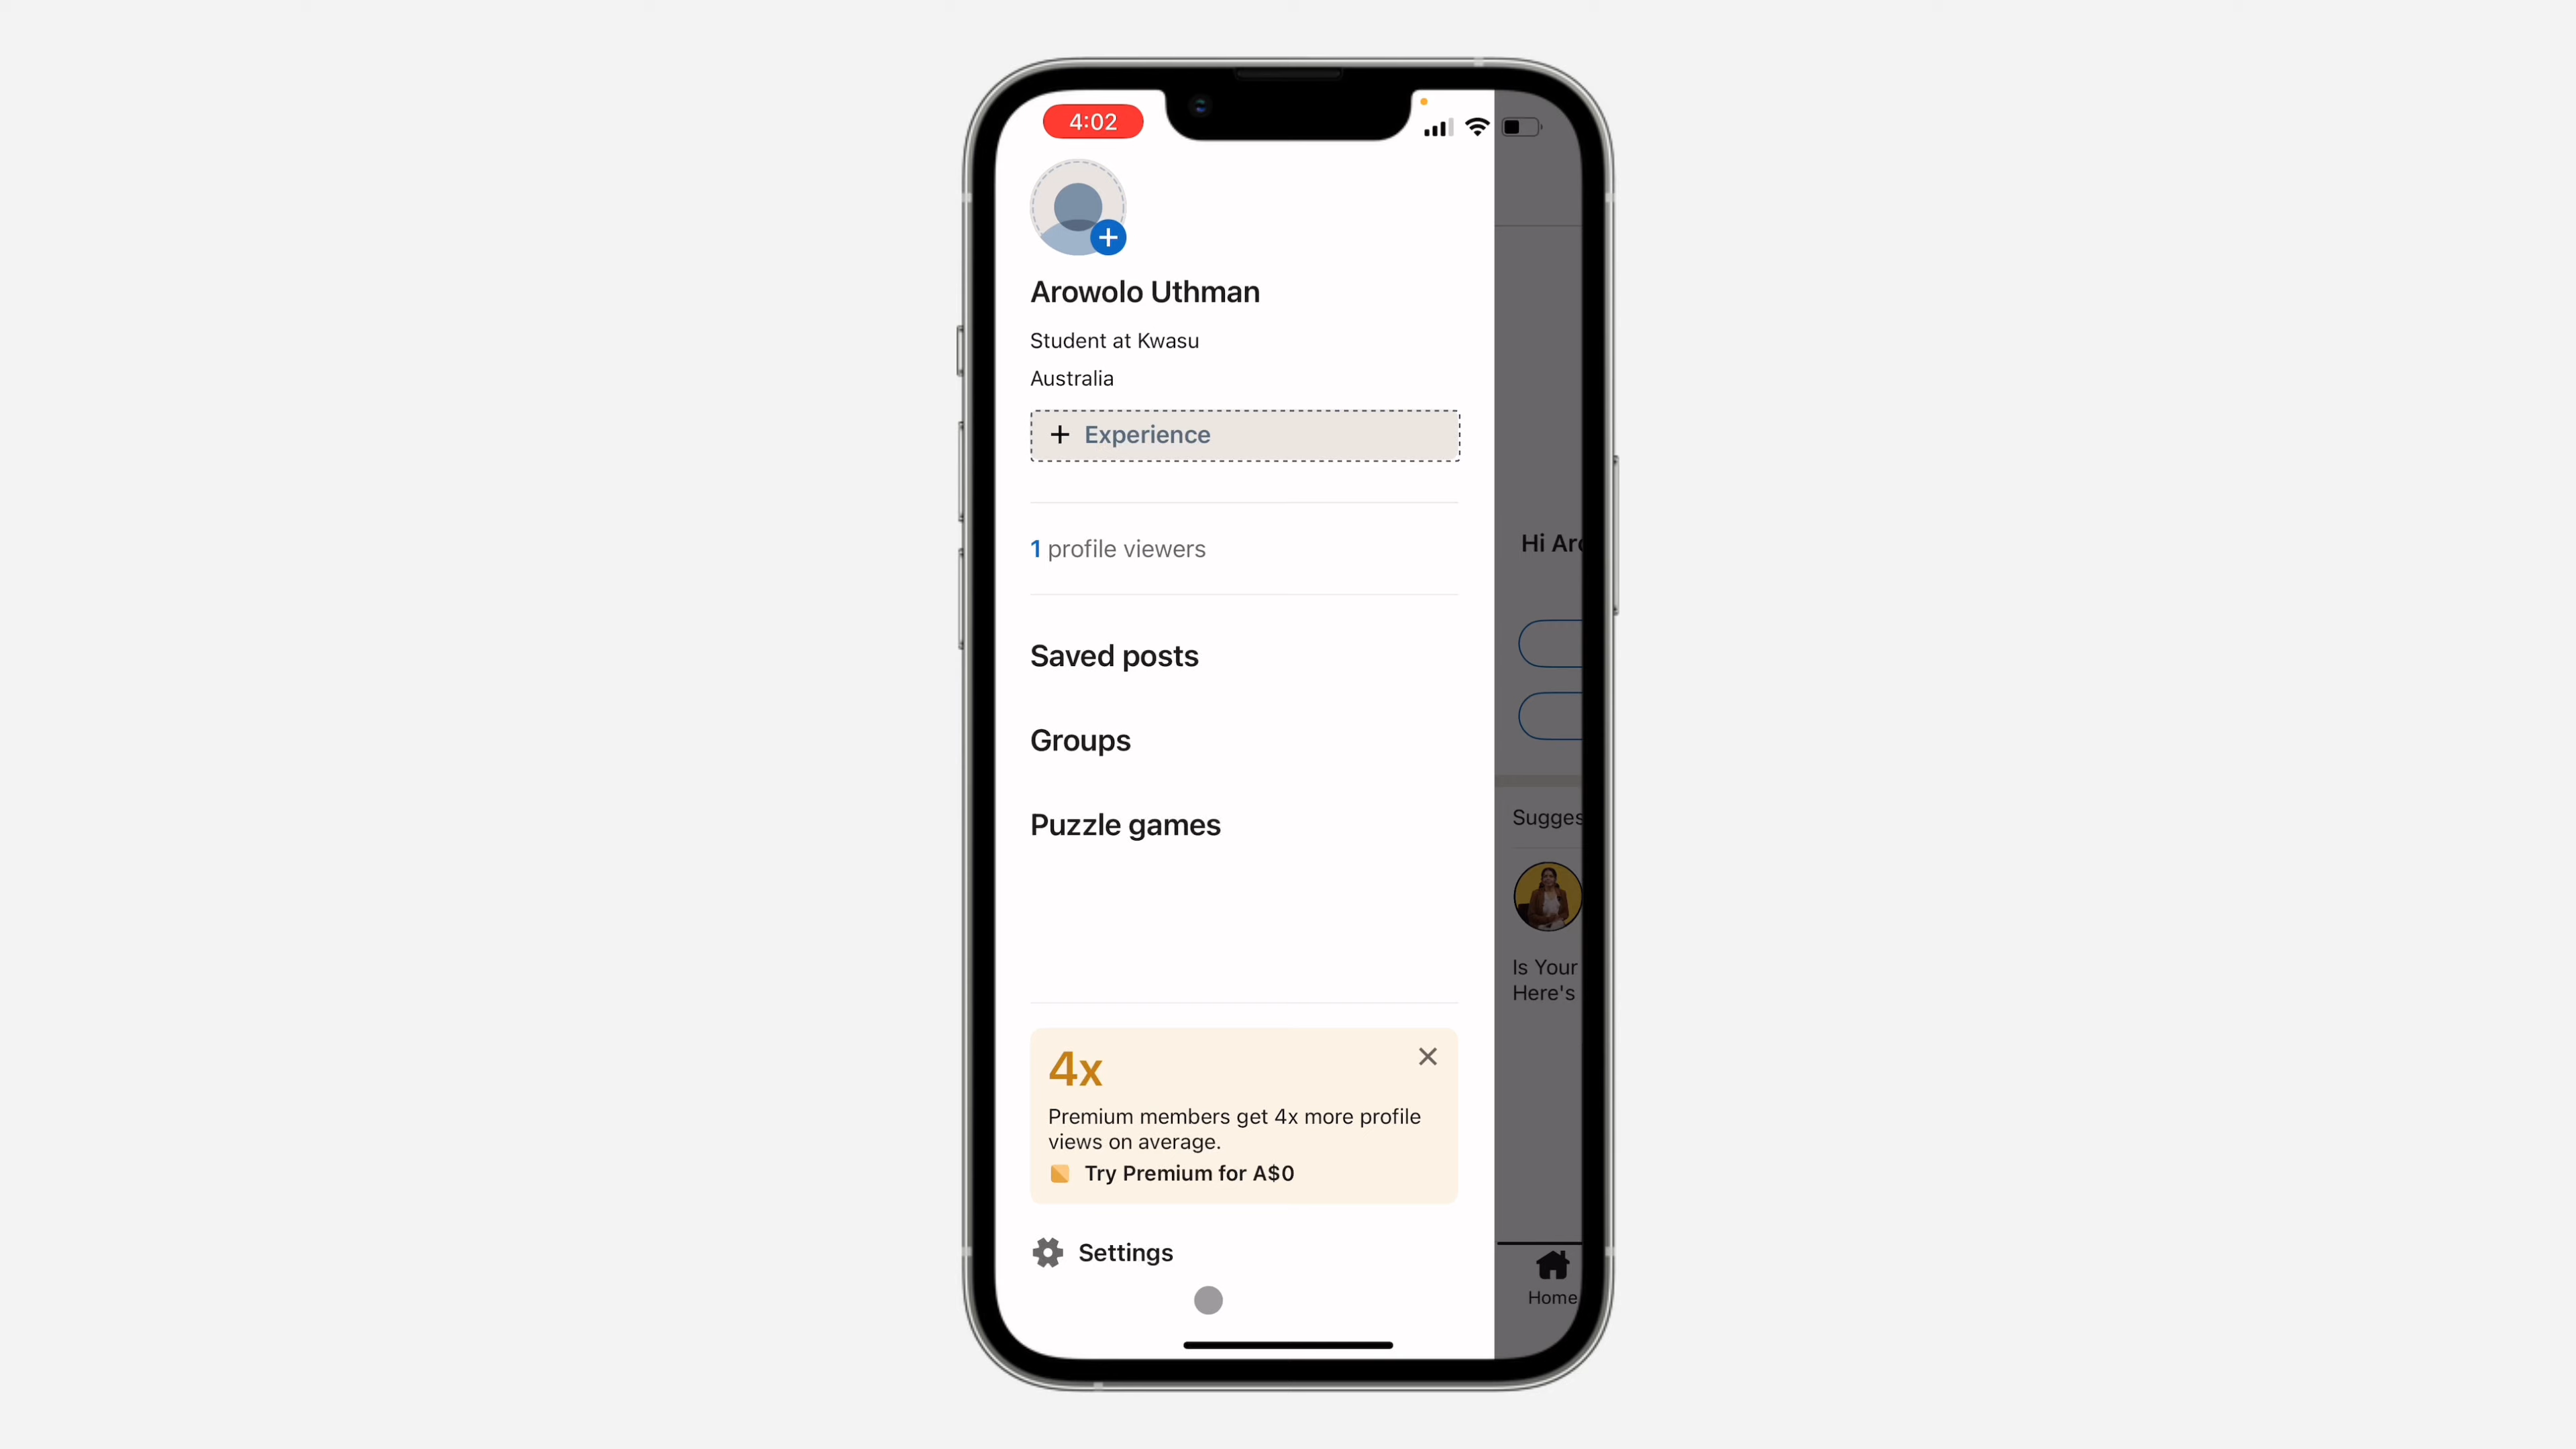 4:02
Arowolo Uthman
Student at Kwasu
Australia
+ Experience
1 profile viewers
Saved posts
Groups
Puzzle games
4x
Premium members get 4x more profile
views on average.
Try Premium for A$0
Settings
Hi Aro
Sugges
Is Your
Here's
Home